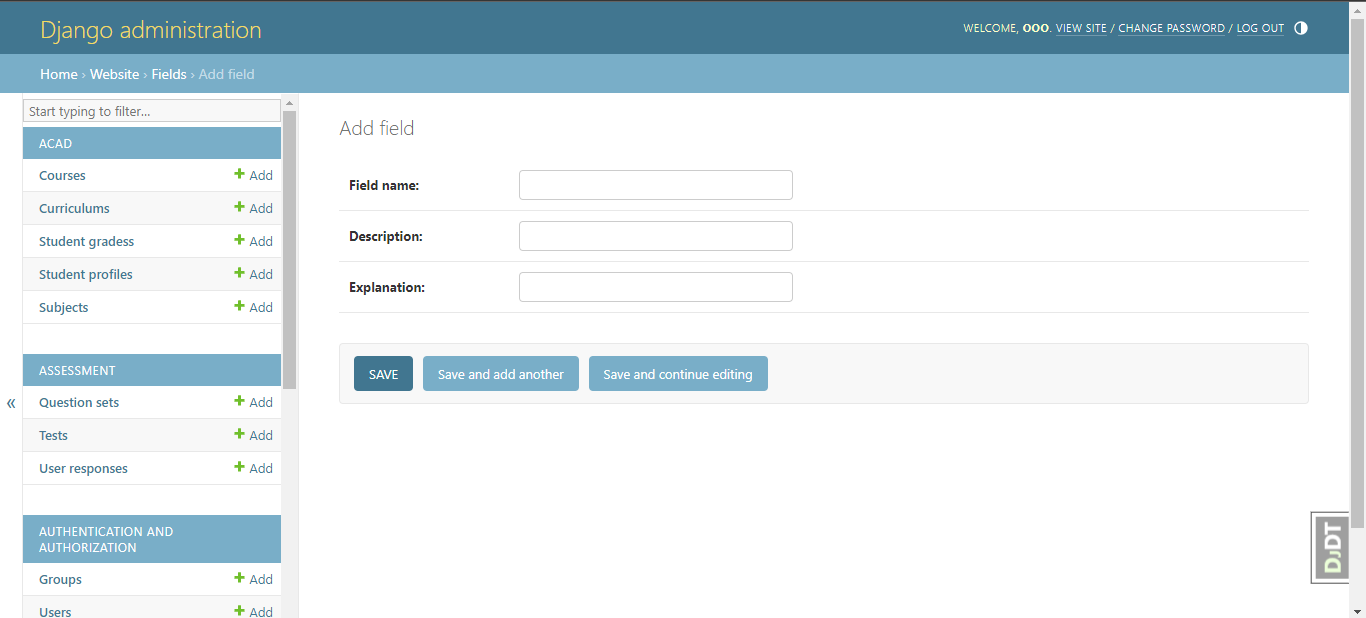 Django administration
WELCOME, OOO. VIEW SITE / CHANGE PASSWORD / LOG OUT
Home › Website › Fields › Add field
Start typing to filter...
ACAD
Courses + Add
Curriculums + Add
Student gradess + Add
Student profiles + Add
Subjects + Add
ASSESSMENT
Question sets + Add
Tests + Add
User responses + Add
AUTHENTICATION AND
AUTHORIZATION
Groups + Add
Users + Add
«
Add field
Field name:
Description:
Explanation:
SAVE Save and add another Save and continue editing
DjDT